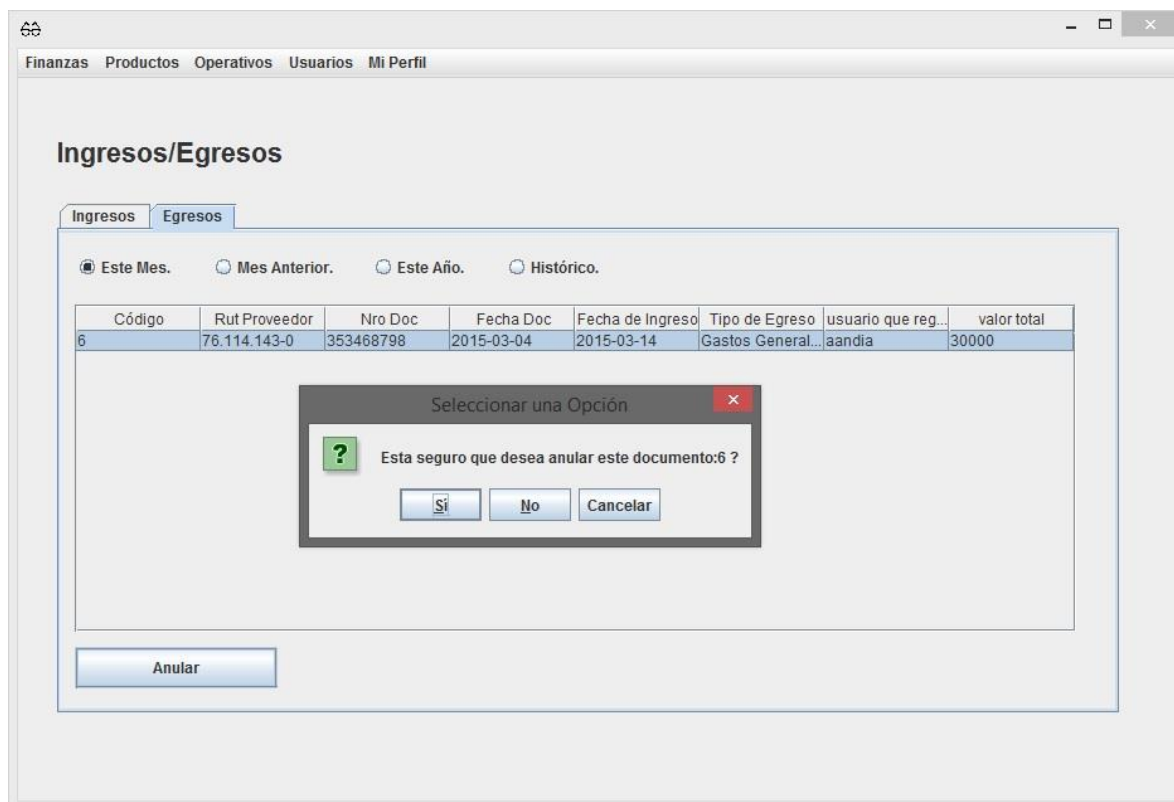 Finanzas Productos Operativos Usuarios Mi Perfil
Ingresos/Egresos
Ingresos Egresos
Este Mes. Mes Anterior. Este Año. Histórico.
Código Rut Proveedor Nro Doc Fecha Doc Fecha de Ingreso Tipo de Egreso usuario que reg... valor total
6 76.114.143-0 353468798 2015-03-04 2015-03-14 Gastos General... aandia 30000
Seleccionar una Opción
Esta seguro que desea anular este documento:6 ?
Sí No Cancelar
Anular